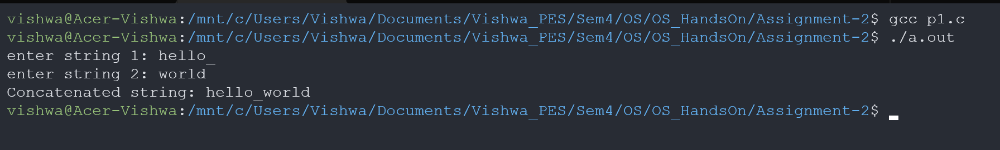 vishwa@Acer-Vishwa:/mnt/c/Users/Vishwa/Documents/Vishwa_PES/Sem4/OS/OS_HandsOn/Assignment-2$ gcc p1.c
vishwa@Acer-Vishwa:/mnt/c/Users/Vishwa/Documents/Vishwa_PES/Sem4/OS/OS_HandsOn/Assignment-2$ ./a.out
enter string 1: hello_
enter string 2: world
Concatenated string: hello_world
vishwa@Acer-Vishwa:/mnt/c/Users/Vishwa/Documents/Vishwa_PES/Sem4/OS/OS_HandsOn/Assignment-2$